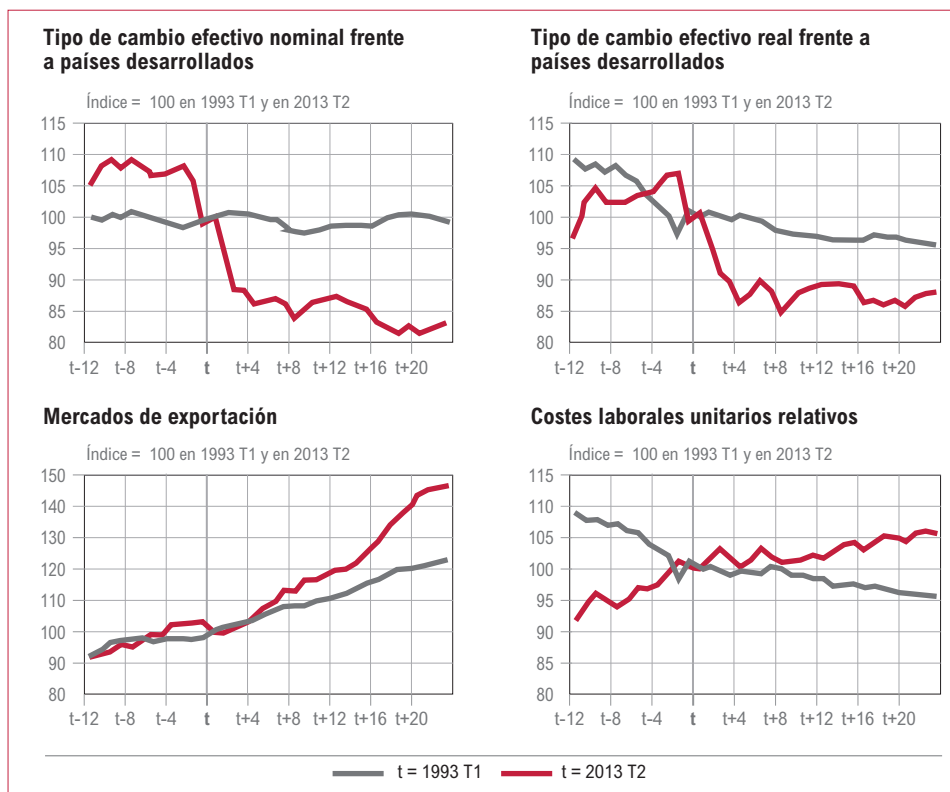 Tipo de cambio efectivo nominal frente
a países desarrollados
Índice = 100 en 1993 T1 y en 2013 T2
115
110
105
100
95
90
85
80
t-12 t-8 t-4 t t+4 t+8 t+12 t+16 t+20
Tipo de cambio efectivo real frente a
países desarrollados
Índice = 100 en 1993 T1 y en 2013 T2
115
110
105
100
95
90
85
80
t-12 t-8 t-4 t t+4 t+8 t+12 t+16 t+20
Mercados de exportación
Índice = 100 en 1993 T1 y en 2013 T2
150
140
130
120
110
100
90
80
t-12 t-8 t-4 t t+4 t+8 t+12 t+16 t+20
Costes laborales unitarios relativos
Índice = 100 en 1993 T1 y en 2013 T2
115
110
105
100
95
90
85
80
t-12 t-8 t-4 t t+4 t+8 t+12 t+16 t+20
t = 1993 T1 t = 2013 T2